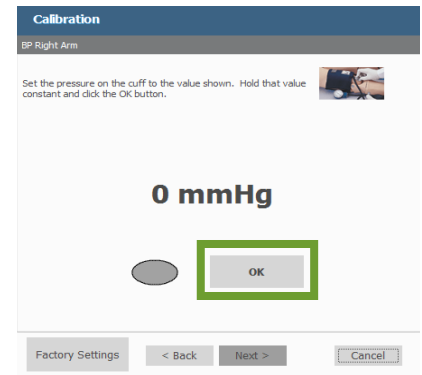 Calibration
BP Right Arm
Set the pressure on the cuff to the value shown. Hold that value
constant and click the OK button.
0 mmHg
OK
Factory Settings
< Back
Next >
Cancel